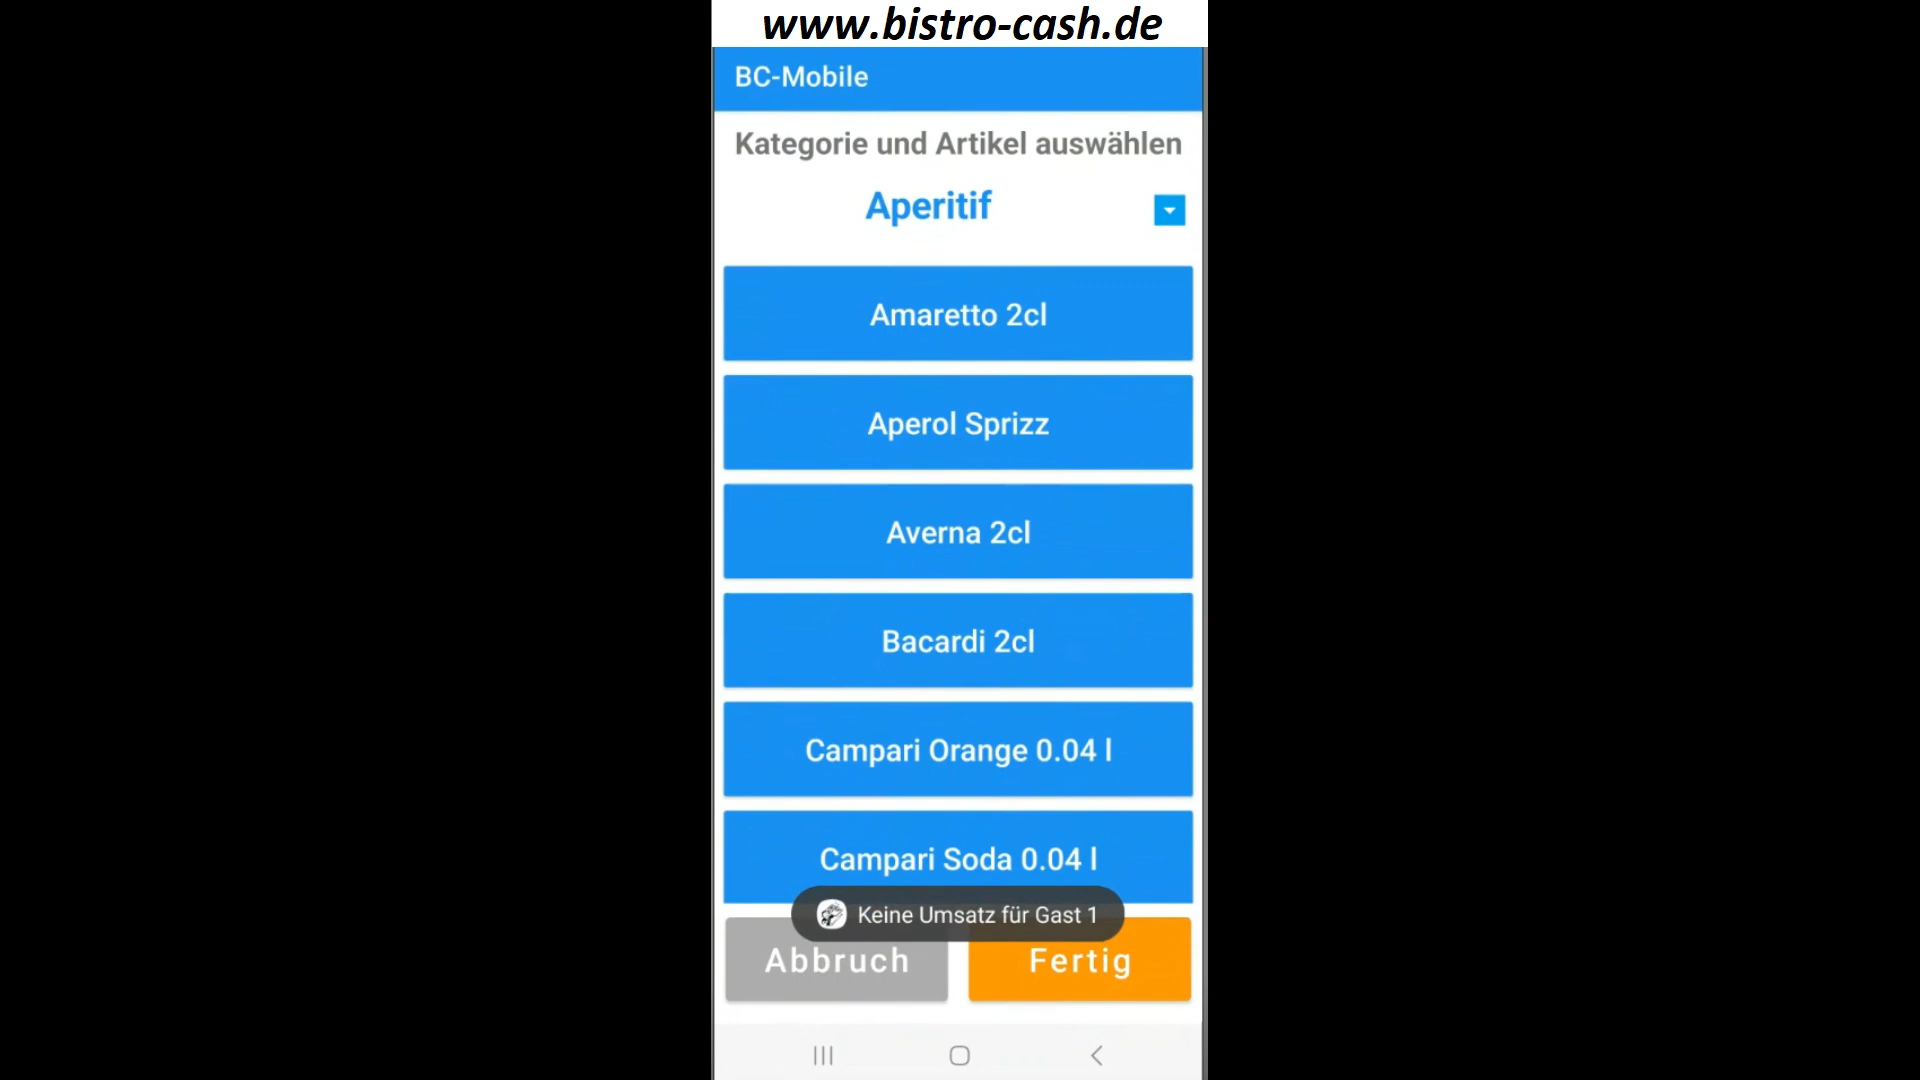 www.bistro-cash.de
BC-Mobile
Kategorie und Artikel auswählen
Aperitif
Amaretto 2cl
Aperol Sprizz
Averna 2cl
Bacardi 2cl
Campari Orange 0.04 l
Campari Soda 0.04 l
Keine Umsatz für Gast 1
Abbruch
Fertig